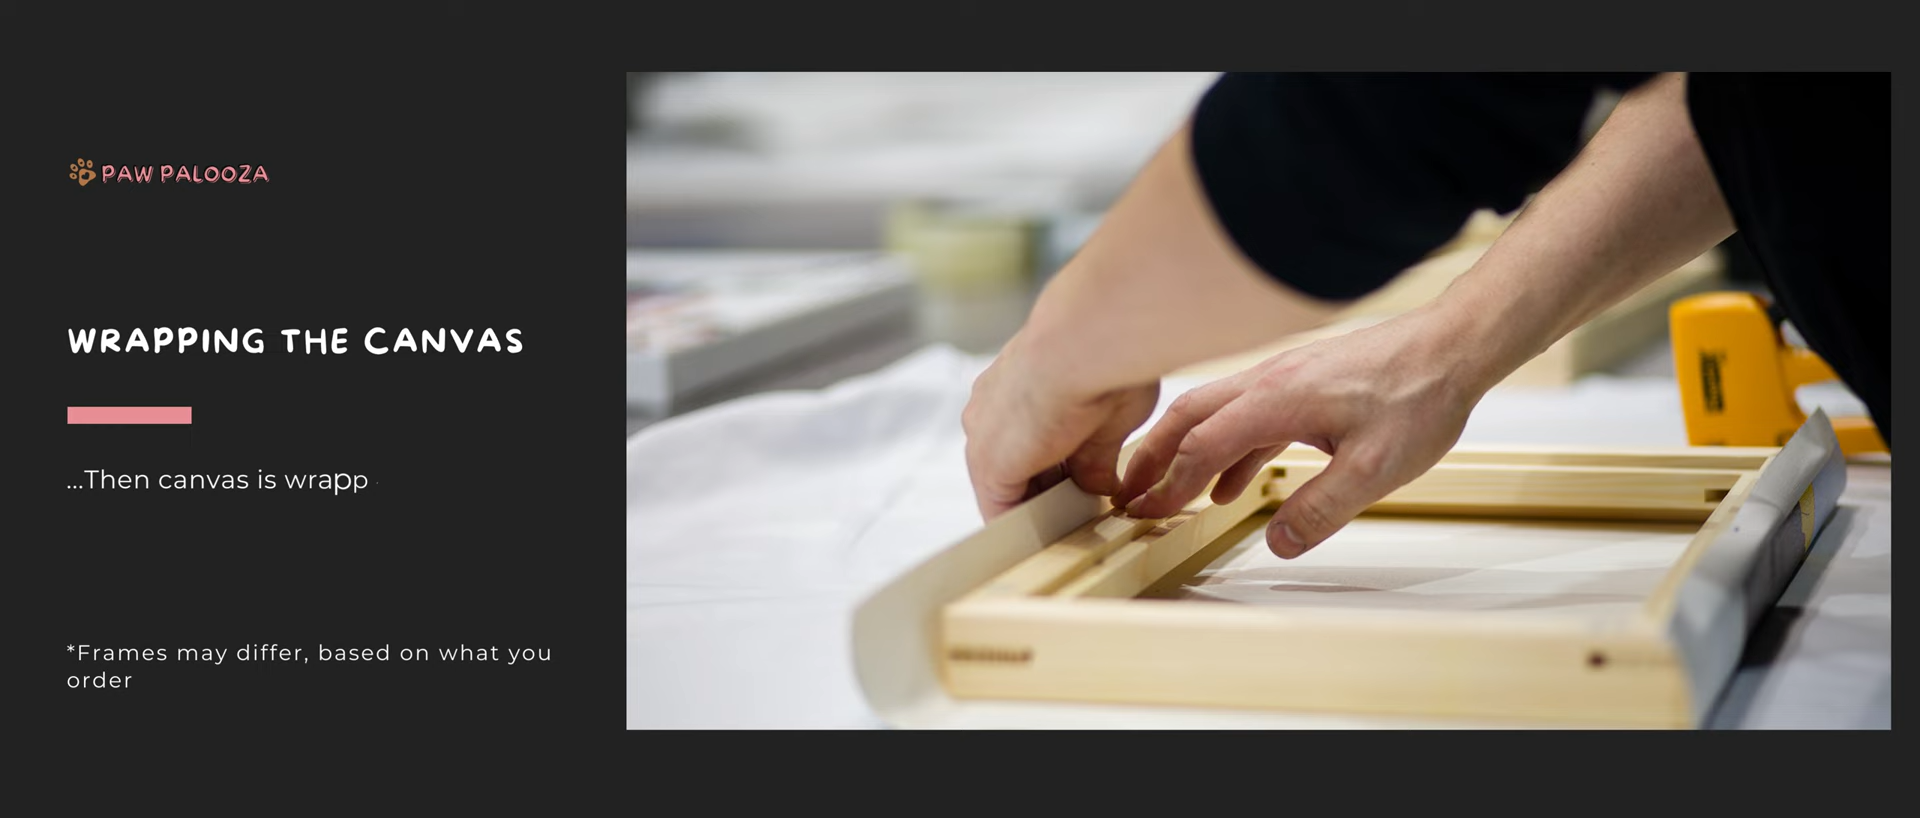 PAW PALOOZA
WRAPPING THE CANVAS
...Then canvas is wrapp
*Frames may differ, based on what you
order